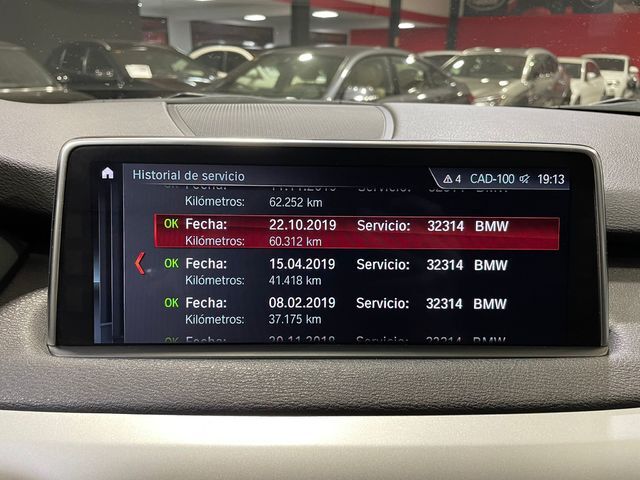 Historial de servicio 4 CAD-100 19:13
62.252 km
OK Fecha: 22.10.2019 Servicio: 32314 BMW
Kilómetros: 60.312 km
OK Fecha: 15.04.2019 Servicio: 32314 BMW
Kilómetros: 41.418 km
OK Fecha: 08.02.2019 Servicio: 32314 BMW
Kilómetros: 37.175 km